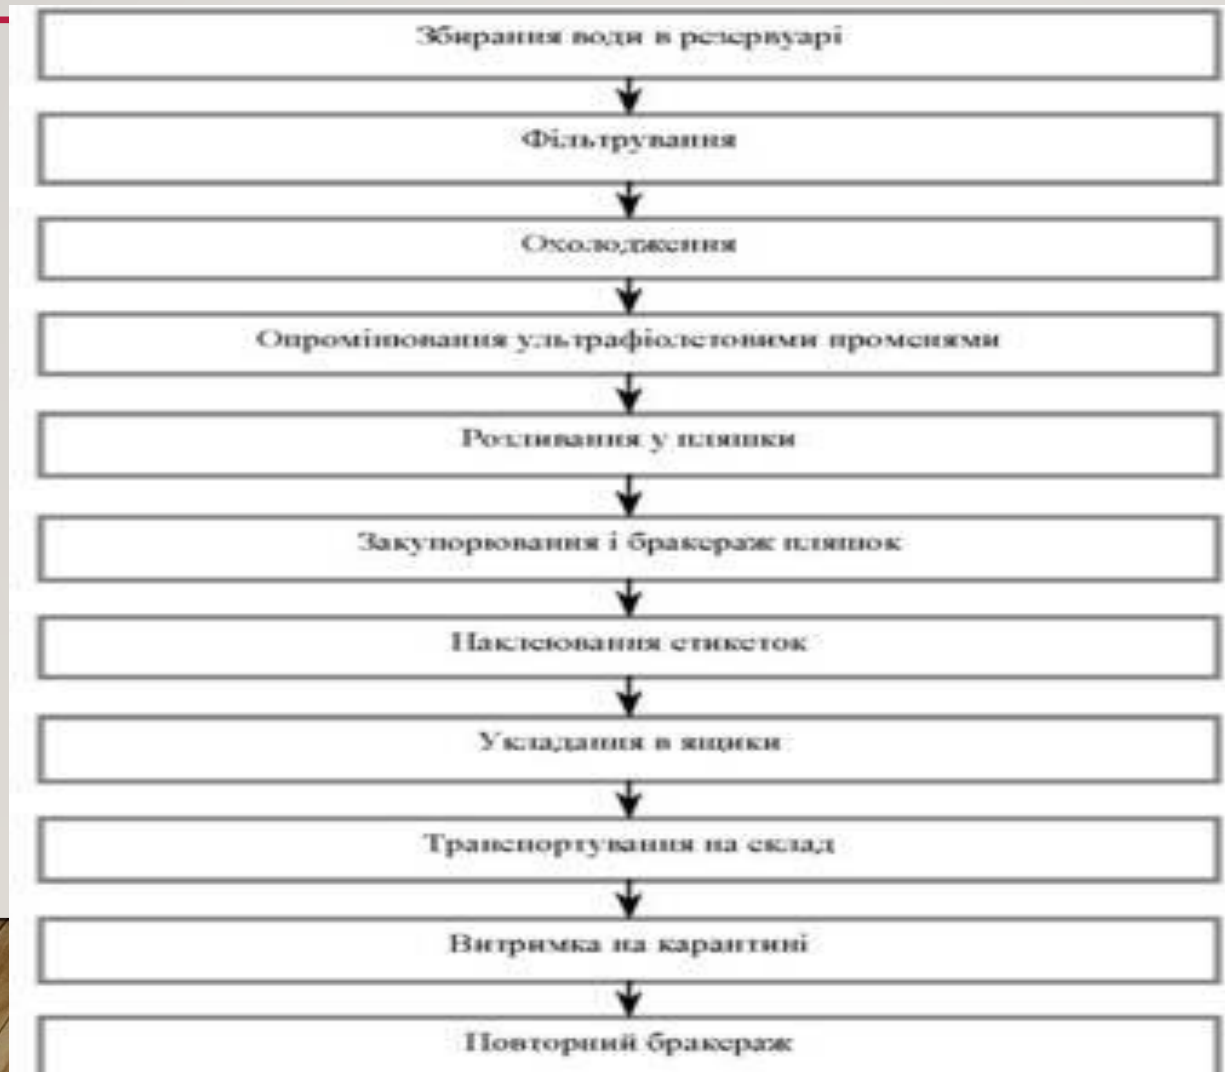 Збирання води в резервуарі
Фільтрування
Охолодження
Опромінювання ультрафіолетовими променями
Розливання у пляшки
Закупорювання і бракераж пляшок
Наклеювання етикеток
Укладання в ящики
Транспортування на склад
Витримка на карантині
Повторний бракераж